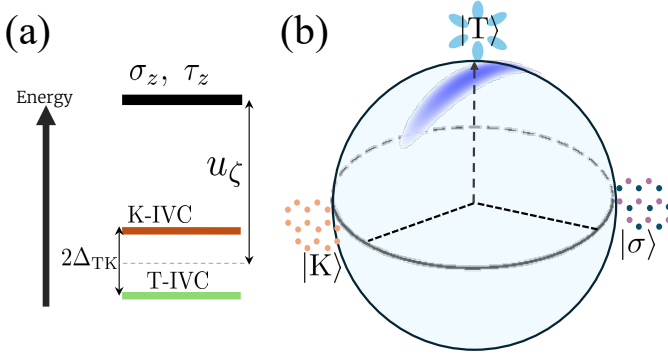 (a)
σ_z, τ_z
Energy
u_ζ
K-IVC
2Δ_TK
T-IVC
(b)
|T⟩
|K⟩
|σ⟩